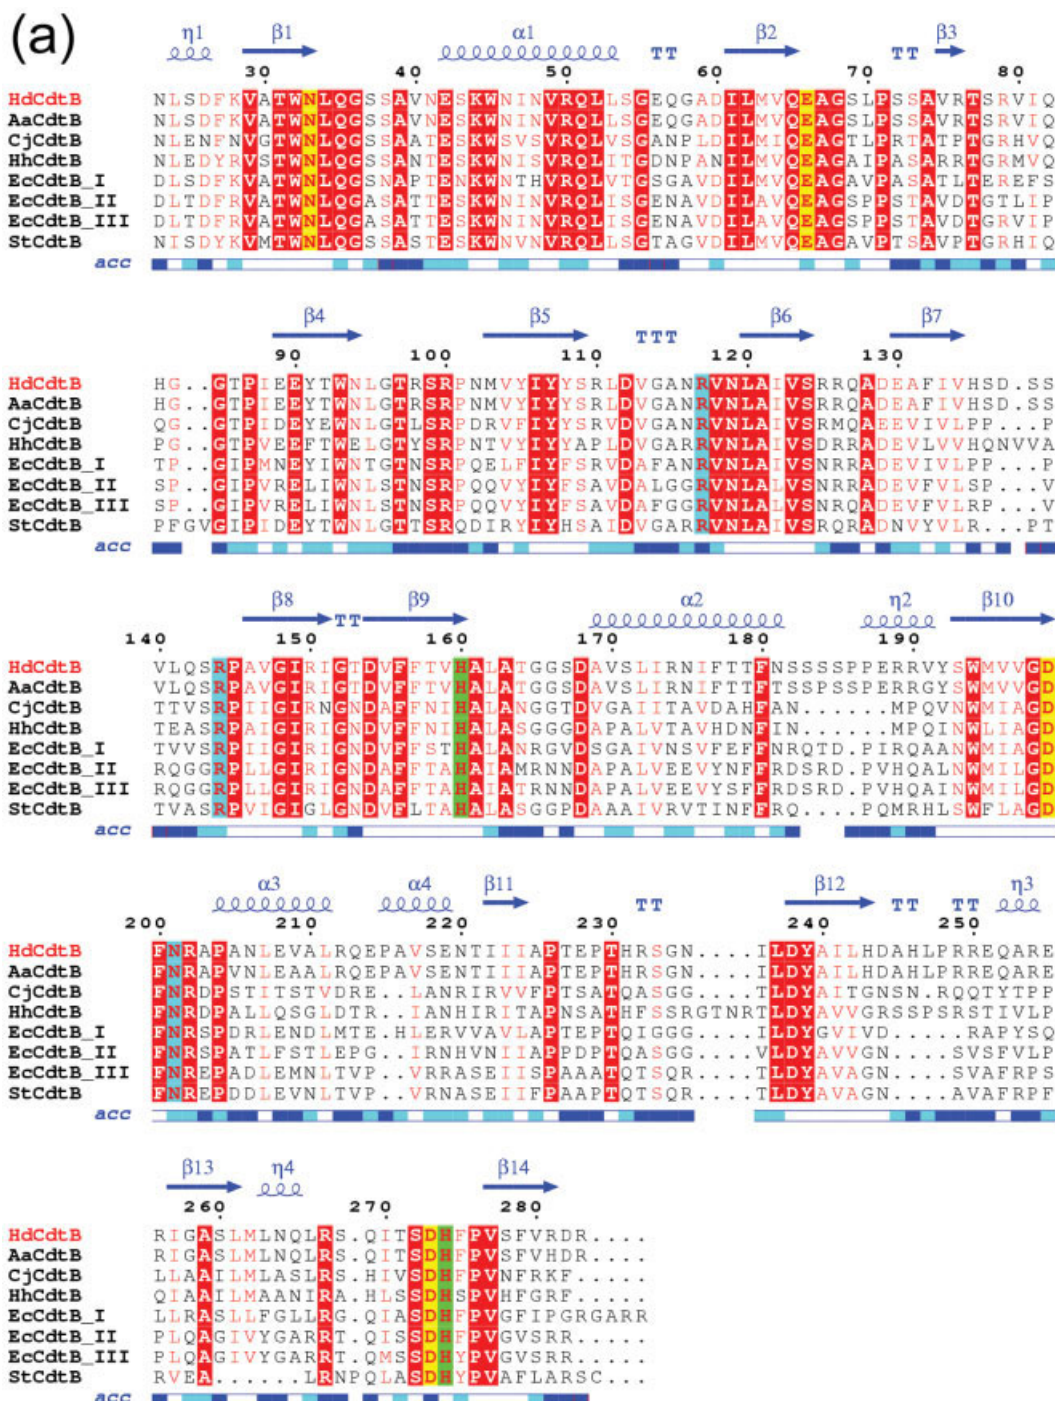 (a)
η1 β1 α1 TT β2 TT β3
30 40 50 60 70 80
HdCdtB NLSDFKVATWNLQGSSAVNESKWNINVRQLLSGEQGADILMVQEAGSLPSSAVRTSRVIQ
AaCdtB NLSDFKVATWNLQGSSAVNESKWNINVRQLLSGEQGADILMVQEAGSLPSSAVRTSRVIQ
CjCdtB NLENFNVGTWNLQGSSAATESKWNISVRQLVSGANPLDILMIQEAGTLPRTATPTGRHVQ
HhCdtB NLEDYRVSTWNLQGSSAATESKWNINVRQLITGDNPANILMVQEAGAIPASARRTGRMVQ
EcCdtB_I DLSDFKVATWNLQGSNAPTENKWNTHVRQLVTGSGAVDILMVQEAGAVPASATLTEREFS
EcCdtB_II DLTDFRVATWNLQGASATTESKWNINVRQLISGENAVDILAVQEAGSPPSTAVDTGTLIP
EcCdtB_III DLTDFRVATWNLQGASATTESKWNINVRQLISGENAVDILAVQEAGSPPSTAVDTGRVIP
StCdtB NISDYKVMTWNLQGSSASTESKWNVNVRQLLSGTAGVDILMVQEAGAVPTSAVPTGRHIQ
acc
β4 β5 TTT β6 β7
90 100 110 120 130
HdCdtB HG..GTPIEEYTWNLGTRSRPNMVYIYYSRLDVGANRVNLAIVSRRQADEAFIVHSD.SS
AaCdtB HG..GTPIEEYTWNLGTRSRPNMVYIYYSRLDVGANRVNLAIVSRRQADEAFIVHSD.SS
CjCdtB QG..GTPIDEYEWNLGTLSRPDRVFIYYSRVDVGANRVNLAIVSRMQAEEVIVLPP..P
HhCdtB PG..GTPVEEFTWELGTYSRPNTVYIYYAPLDVGARRVNLAIVSDRRADEVLVVHQNVVA
EcCdtB_I TP..GIPMNEYIWNTGTNSRPQELFIYFSRVDAFANRVNLAIVSNRRADEVIVLPP...P
EcCdtB_II SP..GIPVRELIWNLSTNSRPQQVYIYFSAVDALGGRVNLALVSNRRADEVFVLSP...V
EcCdtB_III SP..GIPVRELIWNLSTNSRPQQVYIYFSAVDAFGGRVNLALVSNRRADEVFVLRP...V
StCdtB PFGVGIPIDEYTWNLGTTSRQDIRYIYHSAIDVGARRVNLAIVSRQRADNVYVLR...PT
acc
β8 TT β9 α2 η2 β10
140 150 160 170 180 190
HdCdtB VLQSRPAVGIRIGTDVFFTVHALATGGSDAVSLIRNIFTTFNSSSSPPERRVYSWMVVGD
AaCdtB VLQSRPAVGIRIGTDVFFTVHALATGGSDAVSLIRNIFTTFTSSPSSPERRGYSWMVVGD
CjCdtB TTVSRPIIGIRNGNDAFFNIHALANGGTDVGAIITAVDAHFAN......MPQVNWMIAGD
HhCdtB TEASRPAIGIRIGNDVFFNIHALASGGGDAPALVTAVHDNFIN......MPQINWLIAGD
EcCdtB_I TVVSRPIIGIRIGNDVFFSTHALANRGVDSGAIVNSVFEFFNRQTD.PIRQAANWMIAGD
EcCdtB_II RQGGRPLLGIRIGNDAFFTAHAIAMRNNDAPALVEEVYNFFRDSRD.PVHQALNWMILGD
EcCdtB_III RQGGRPLLGIRIGNDAFFTAHAIATRNNDAPALVEEVYSFFRDSRD.PVHQAINWMILGD
StCdtB TVASRPVIGIGLGNDVFLTAHALASGGPDAAAIVRVTINFFRQ....PQMRHLSWFLAGD
acc
α3 α4 β11 TT β12 TT TT η3
200 210 220 230 240 250
HdCdtB FNRAPANLEVALRQEPAVSENTIIIAPTEPTHRSGN....ILDYAILHDAHLPRREQARE
AaCdtB FNRAPVNLEAALRQEPAVSENTIIIAPTEPTHRSGN....ILDYAILHDAHLPRREQARE
CjCdtB FNRDPSTITSTVDRE..LANRIRVVFPTSATQASGG....TLDYAITGNSN.RQQTYTPP
HhCdtB FNRDPALLQSGLDTR..IANHIRITAPNSATHFSSRGTNRTLDYAVVGRSSPSRSTIVLP
EcCdtB_I FNRSPDRLENDLMTE.HLERVVAVLAPTEPTQIGGG....ILDYGVIVD....RAPYSQ
EcCdtB_II FNRSPATLFSTLEPG..IRNHVNIIAPPDPTQASGG....VLDYAVVGN....SVSFVLP
EcCdtB_III FNREPADLEMNLTVP..VRRASEIISPAAATQTSQR....TLDYAVAGN....SVAFRPS
StCdtB FNREPDDLEVNLTVP..VRNASEIIFPAAPTQTSQR....TLDYAVAGN....AVAFRPF
acc
β13 η4 β14
260 270 280
HdCdtB RIGASLMLNQLRS.QITSDHFPVSFVRDR....
AaCdtB RIGASLMLNQLRS.QITSDHFPVSFVHDR....
CjCdtB LLAAILMLASLRS.HIVSDHFPVNFRKF.....
HhCdtB QIAAILMAANIRA.HLSSDHSPVHFGRF.....
EcCdtB_I LLRASLLFGLLRG.QIASDHFPVGFIPGRGARR
EcCdtB_II PLQAGIVYGARRT.QISSDHFPVGVSRR.....
EcCdtB_III PLQAGIVYGARRT.QMSSDHYPVGVSRR.....
StCdtB RVEA......LRNPQLASDHYPVAFLARSC...
acc